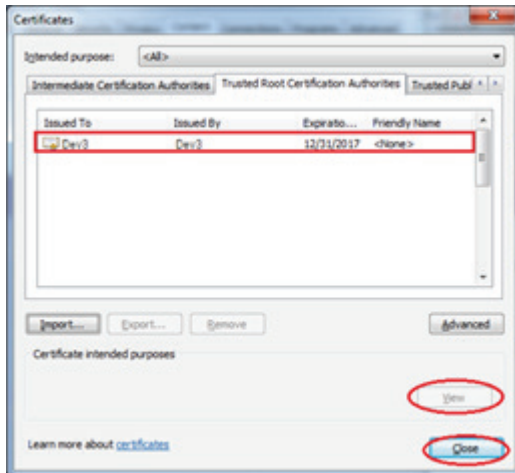 Certificates
Intended purpose: <All>
Intermediate Certification Authorities Trusted Root Certification Authorities Trusted Publ
Issued To Issued By Expiratio... Friendly Name
Dev3 Dev3 12/31/2017 <None>
Import... Export... Remove Advanced
Certificate intended purposes
View
Learn more about certificates
Close